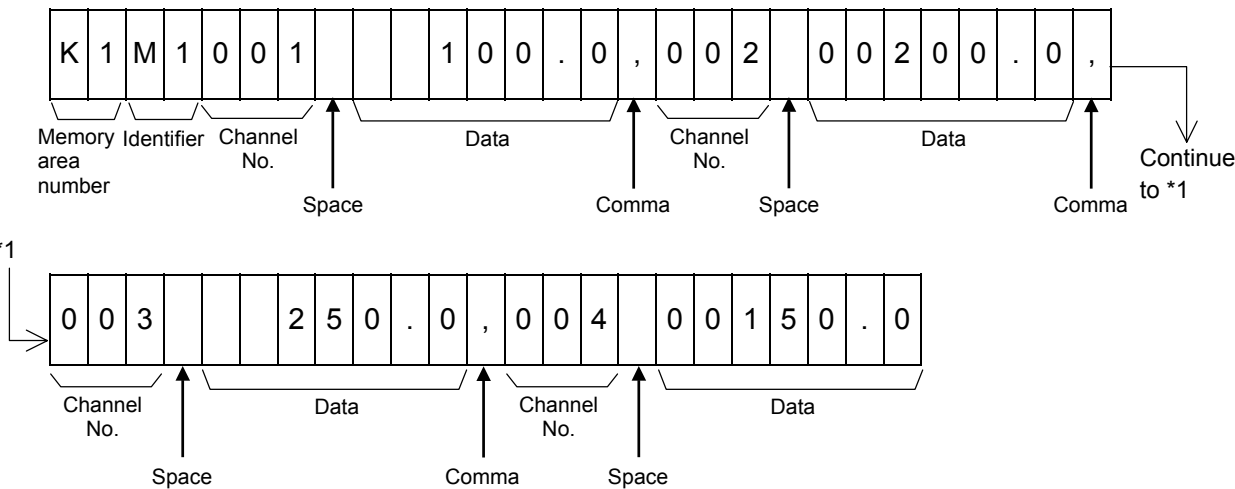 K 1 M 1 0 0 1 1 0 0 . 0 , 0 0 2 0 0 2 0 0 . 0 ,
Memory area number
Identifier
Channel No.
Data
Channel No.
Data
Continue to *1
Space
Comma
Space
Comma
*1
0 0 3 2 5 0 . 0 , 0 0 4 0 0 1 5 0 . 0
Channel No.
Data
Channel No.
Data
Space
Comma
Space